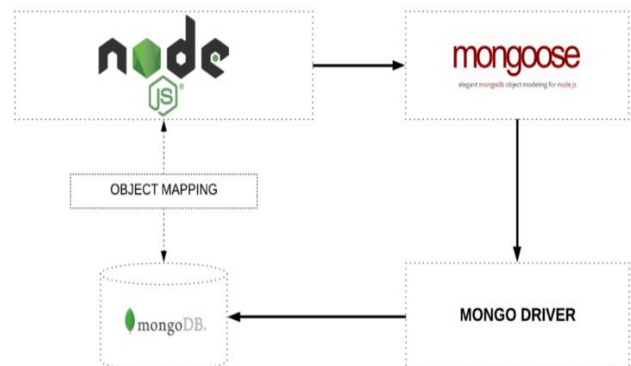 node
JS
mongoose
elegant mongodb object modeling for node.js
OBJECT MAPPING
mongoDB.
MONGO DRIVER